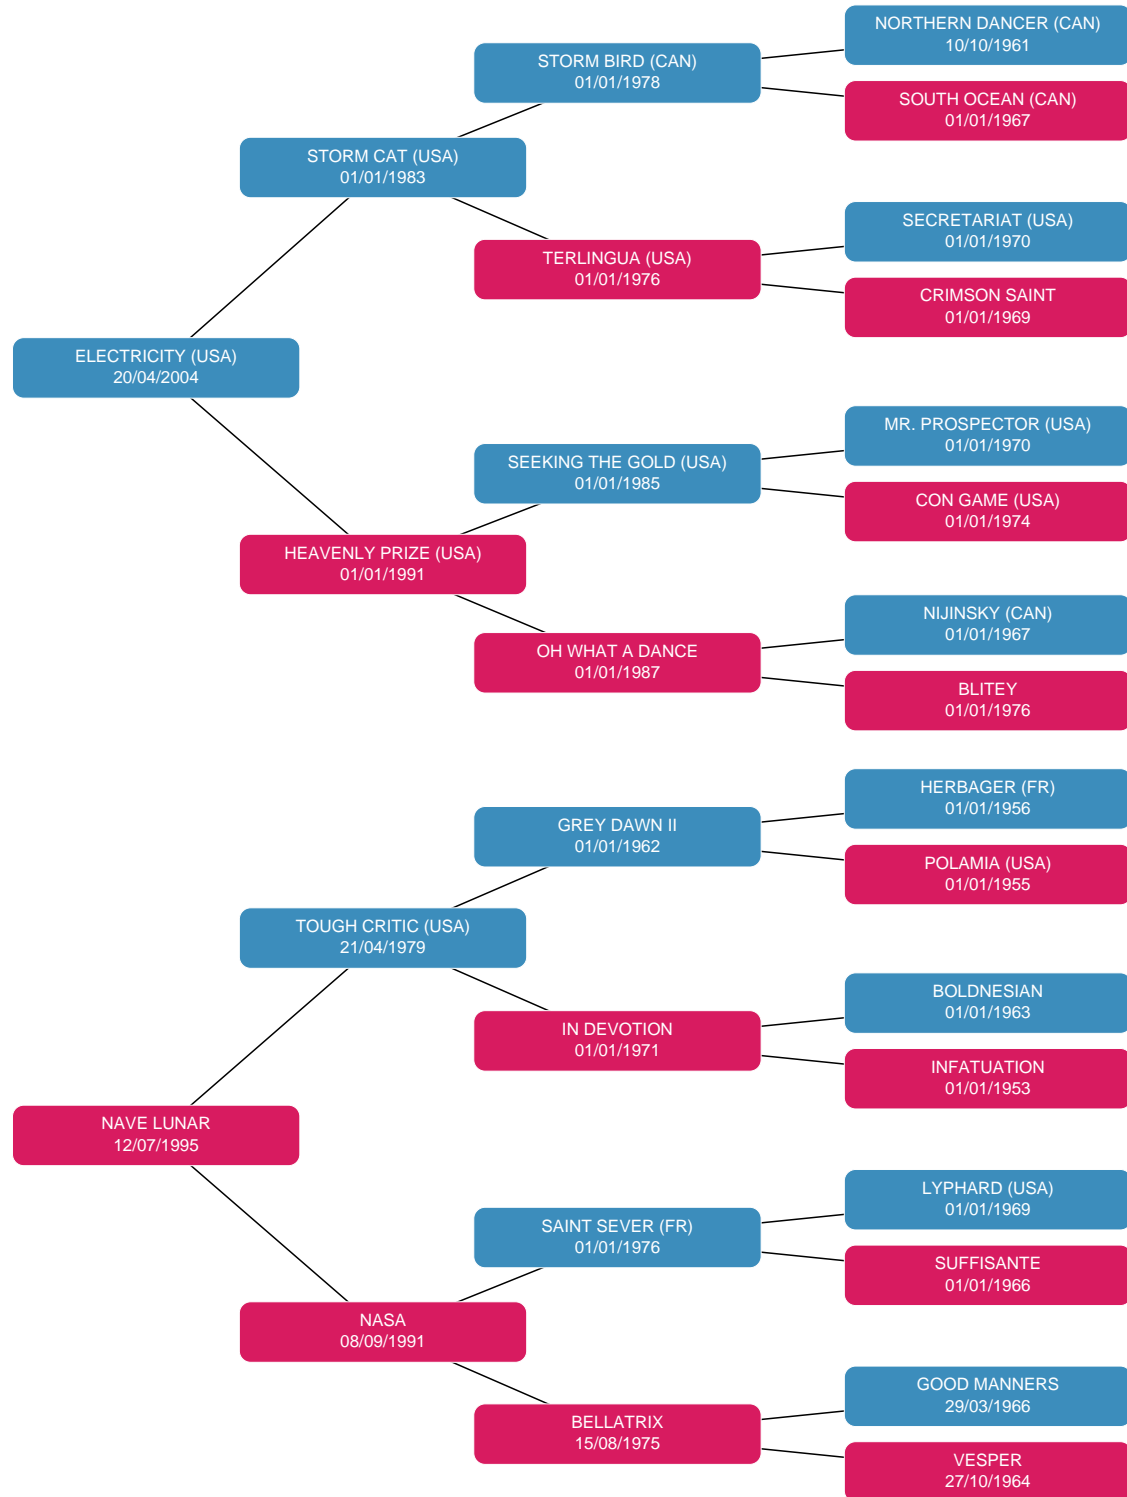 NORTHERN DANCER (CAN)
10/10/1961
STORM BIRD (CAN)
01/01/1978
SOUTH OCEAN (CAN)
01/01/1967
STORM CAT (USA)
01/01/1983
SECRETARIAT (USA)
01/01/1970
TERLINGUA (USA)
01/01/1976
CRIMSON SAINT
01/01/1969
ELECTRICITY (USA)
20/04/2004
MR. PROSPECTOR (USA)
01/01/1970
SEEKING THE GOLD (USA)
01/01/1985
CON GAME (USA)
01/01/1974
HEAVENLY PRIZE (USA)
01/01/1991
NIJINSKY (CAN)
01/01/1967
OH WHAT A DANCE
01/01/1987
BLITEY
01/01/1976
HERBAGER (FR)
01/01/1956
GREY DAWN II
01/01/1962
POLAMIA (USA)
01/01/1955
TOUGH CRITIC (USA)
21/04/1979
BOLDNESIAN
01/01/1963
IN DEVOTION
01/01/1971
INFATUATION
01/01/1953
NAVE LUNAR
12/07/1995
LYPHARD (USA)
01/01/1969
SAINT SEVER (FR)
01/01/1976
SUFFISANTE
01/01/1966
NASA
08/09/1991
GOOD MANNERS
29/03/1966
BELLATRIX
15/08/1975
VESPER
27/10/1964